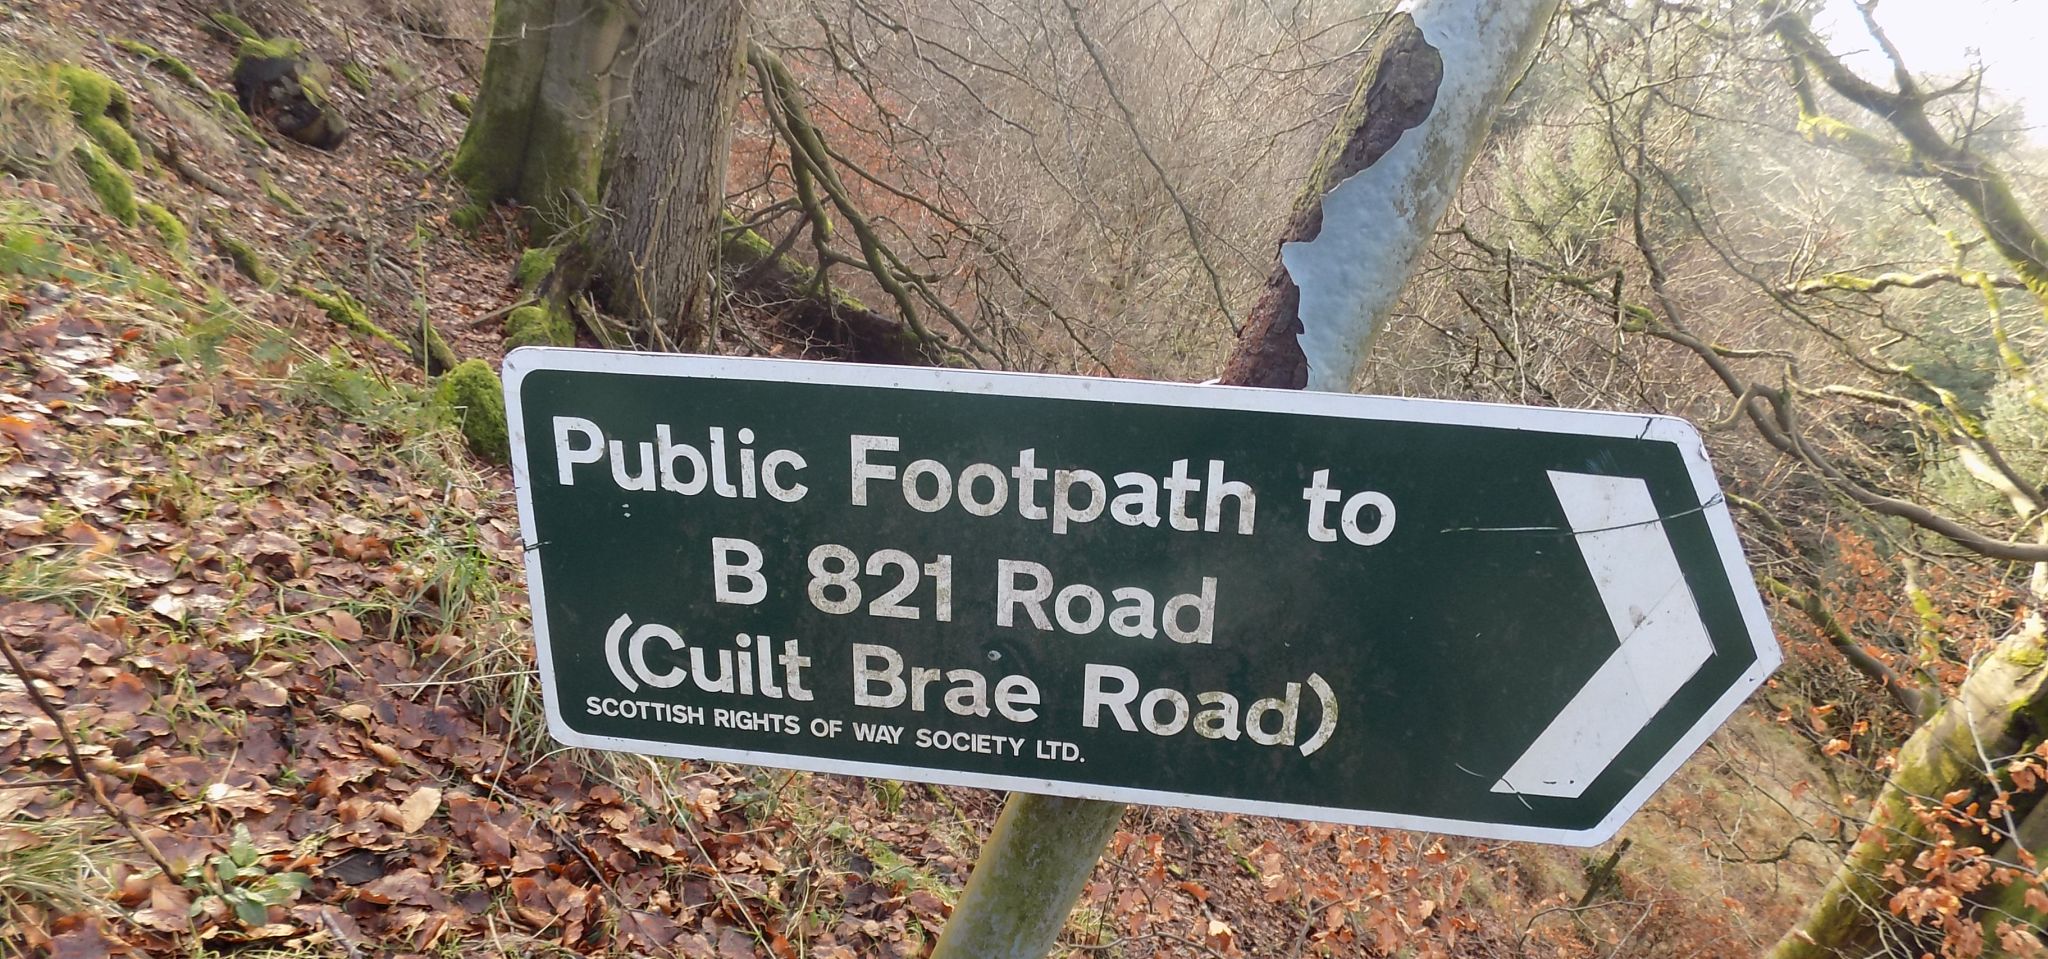 Public Footpath to
B 821 Road
(Cuilt Brae Road)
SCOTTISH RIGHTS OF WAY SOCIETY LTD.